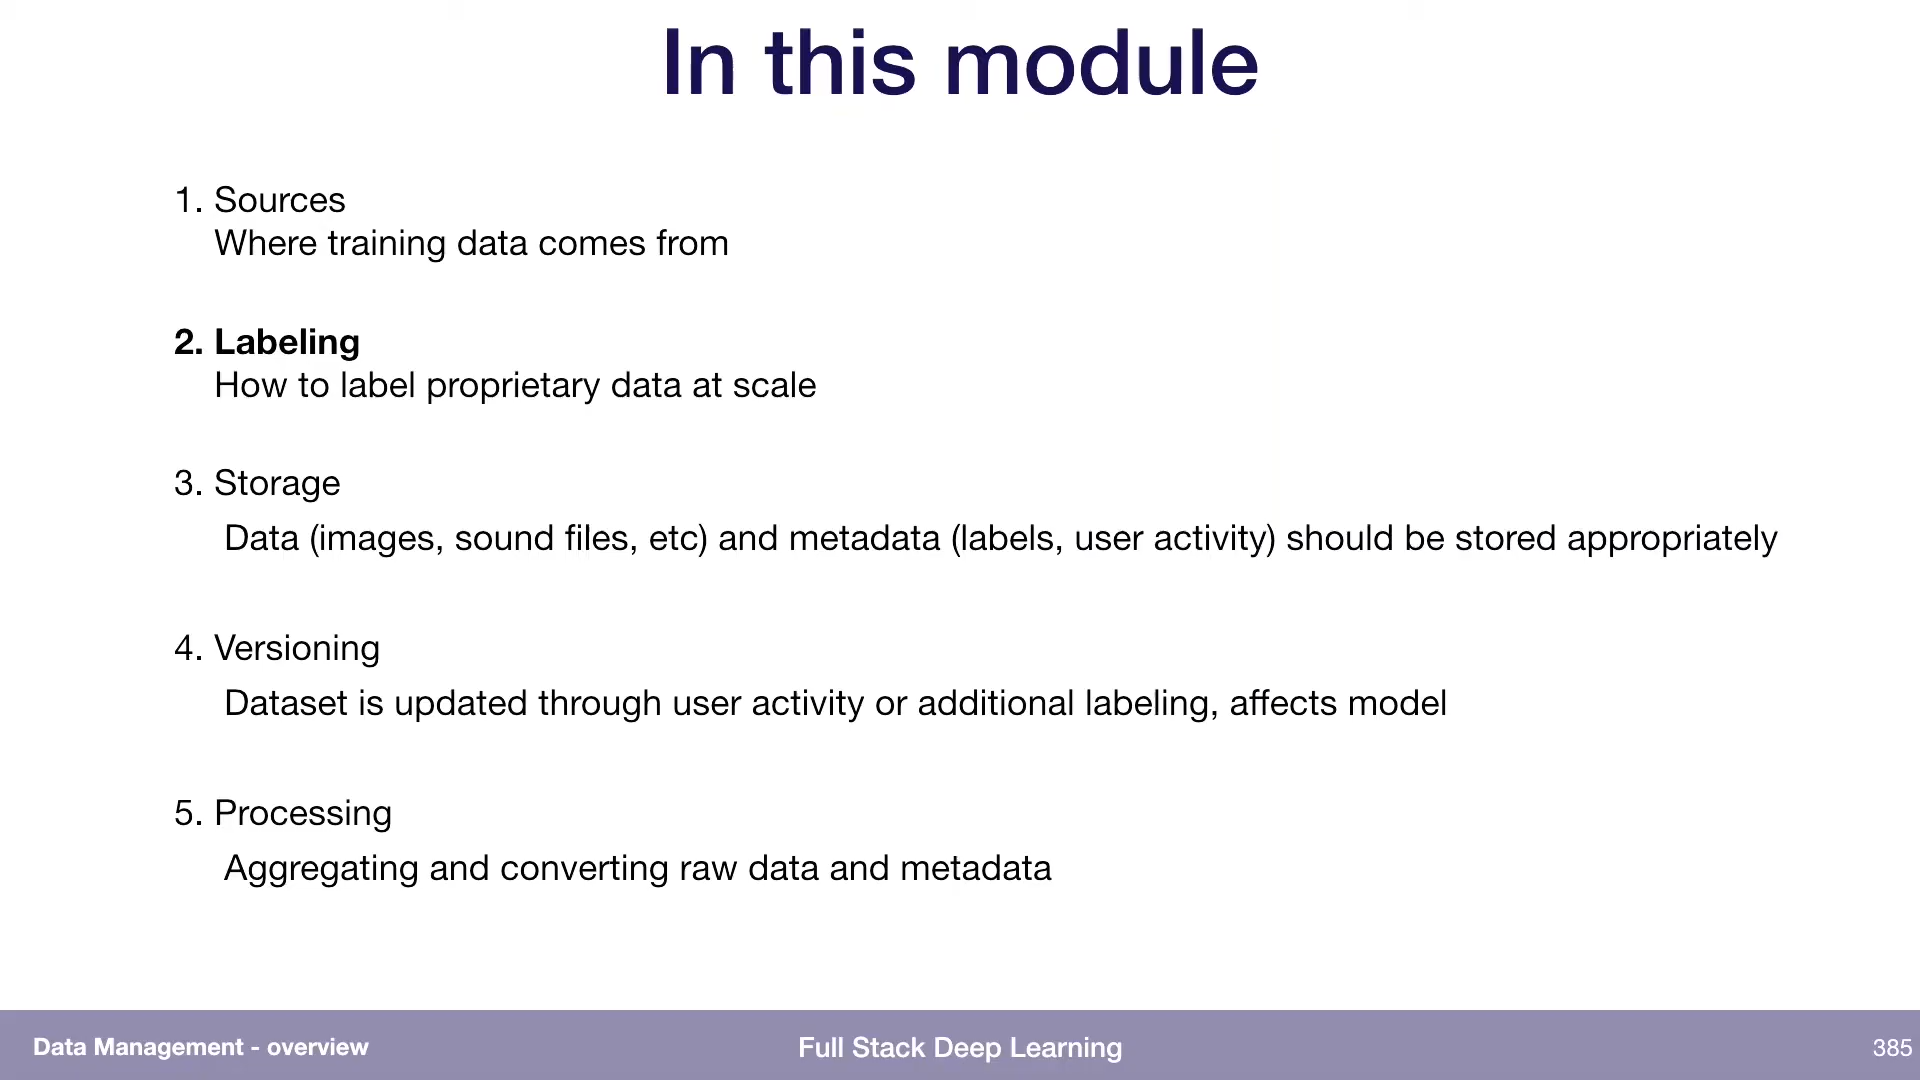 In this module
1. Sources
Where training data comes from
2. Labeling
How to label proprietary data at scale
3. Storage
Data (images, sound files, etc) and metadata (labels, user activity) should be stored appropriately
4. Versioning
Dataset is updated through user activity or additional labeling, affects model
5. Processing
Aggregating and converting raw data and metadata
Data Management - overview
Full Stack Deep Learning
385